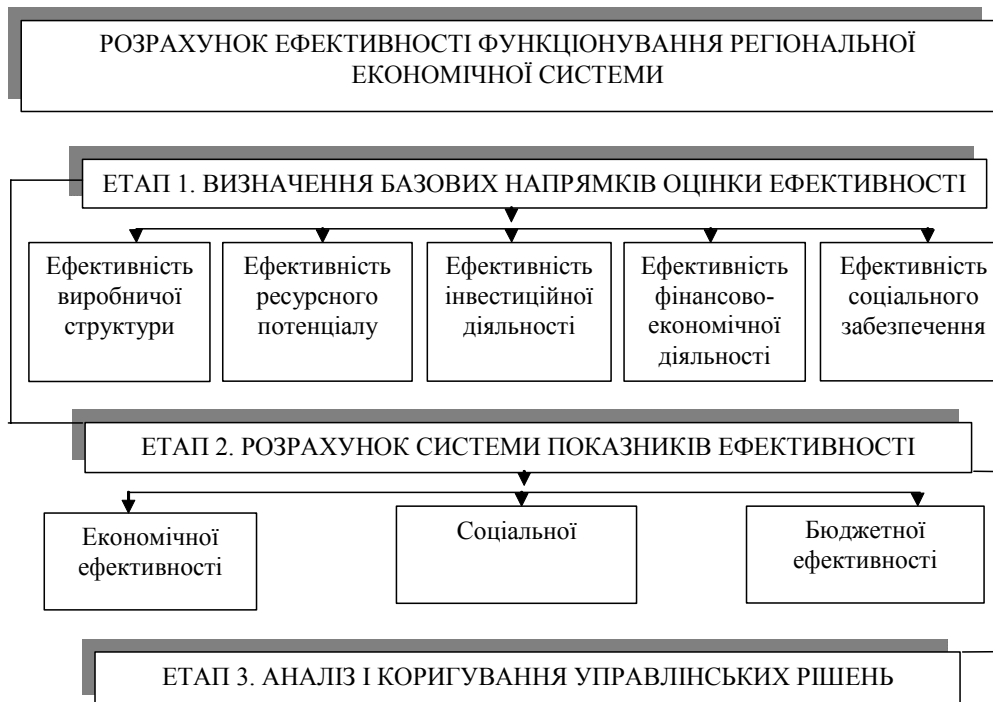 РОЗРАХУНОК ЕФЕКТИВНОСТІ ФУНКЦІОНУВАННЯ РЕГІОНАЛЬНОЇ
ЕКОНОМІЧНОЇ СИСТЕМИ
ЕТАП 1. ВИЗНАЧЕННЯ БАЗОВИХ НАПРЯМКІВ ОЦІНКИ ЕФЕКТИВНОСТІ
Ефективність
виробничої
структури
Ефективність
ресурсного
потенціалу
Ефективність
інвестиційної
діяльності
Ефективність
фінансово-
економічної
діяльності
Ефективність
соціального
забезпечення
ЕТАП 2. РОЗРАХУНОК СИСТЕМИ ПОКАЗНИКІВ ЕФЕКТИВНОСТІ
Економічної
ефективності
Соціальної
Бюджетної
ефективності
ЕТАП 3. АНАЛІЗ І КОРИГУВАННЯ УПРАВЛІНСЬКИХ РІШЕНЬ